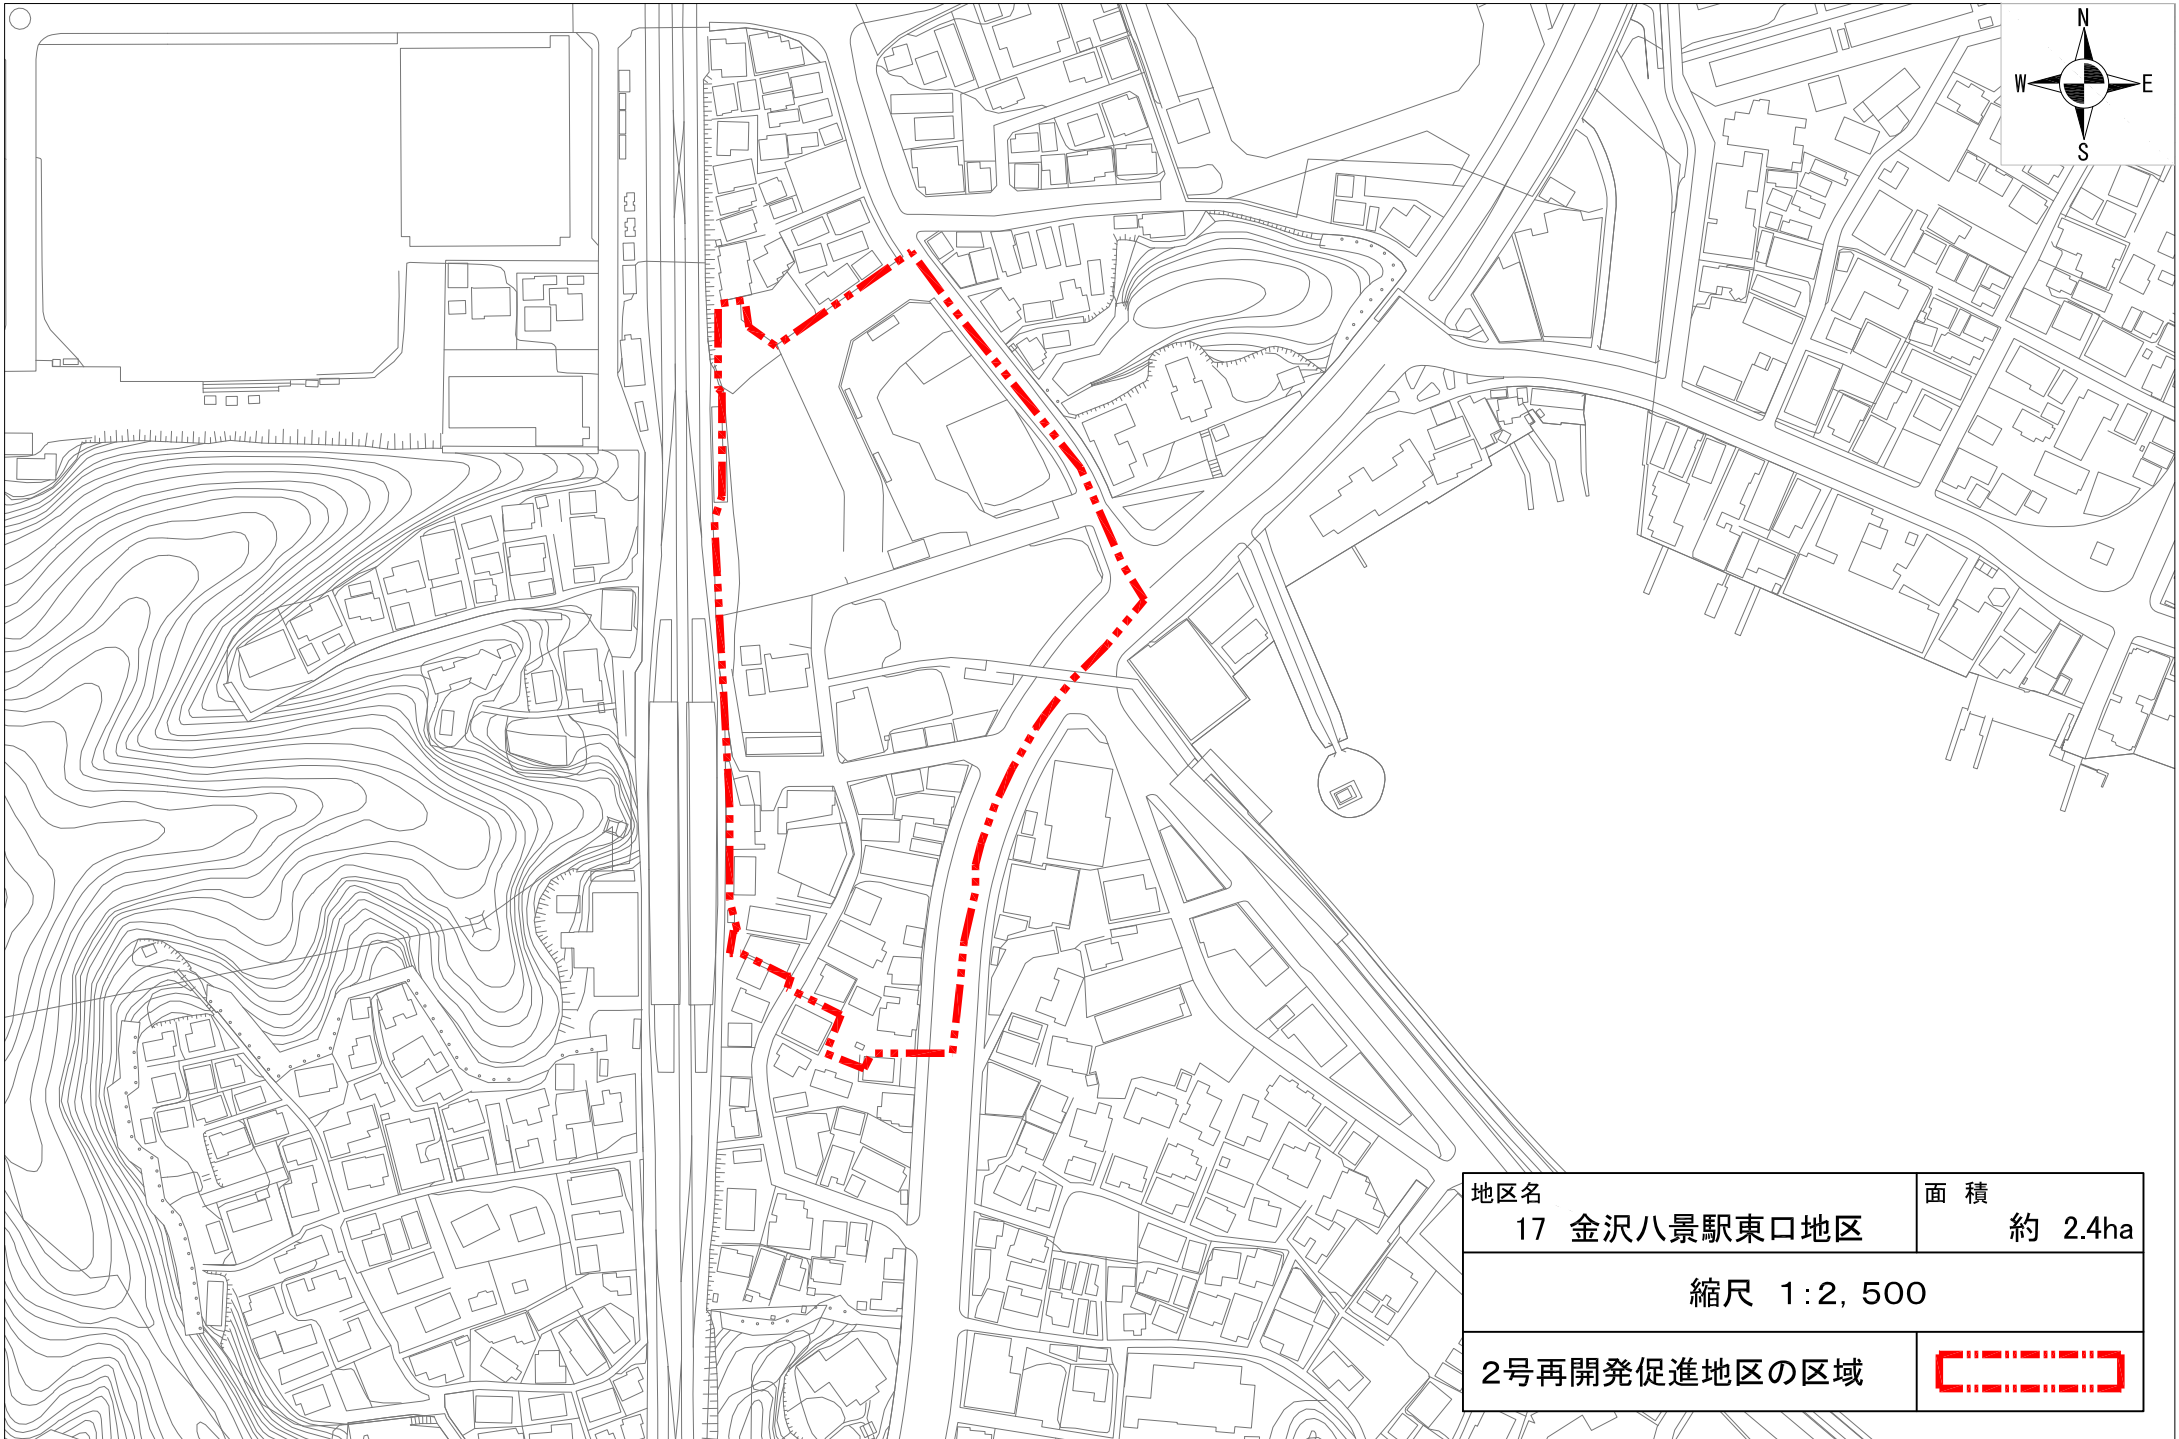 N
W E
S
地区名
17 金沢八景駅東口地区
面 積
約 2.4ha
縮尺 1:2,500
2号再開発促進地区の区域